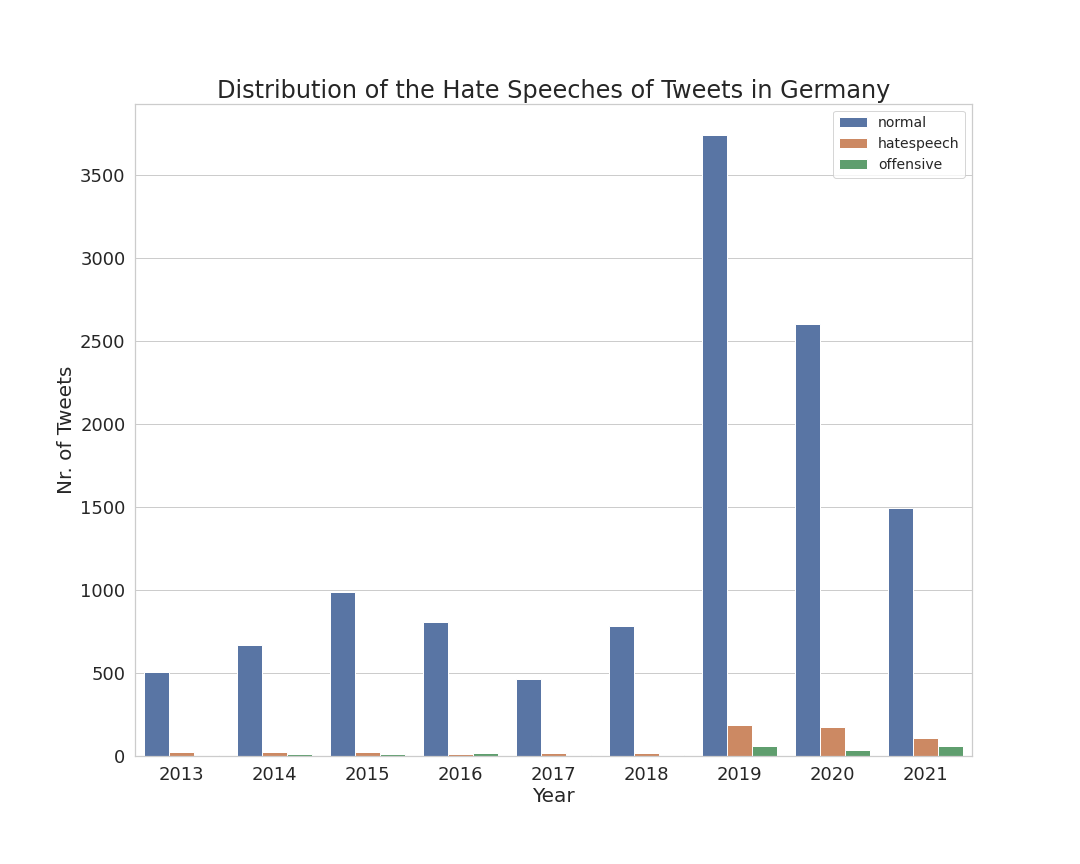 Distribution of the Hate Speeches of Tweets in Germany
normal
hatespeech
offensive
Nr. of Tweets
3500
3000
2500
2000
1500
1000
500
0
2013 2014 2015 2016 2017 2018 2019 2020 2021
Year